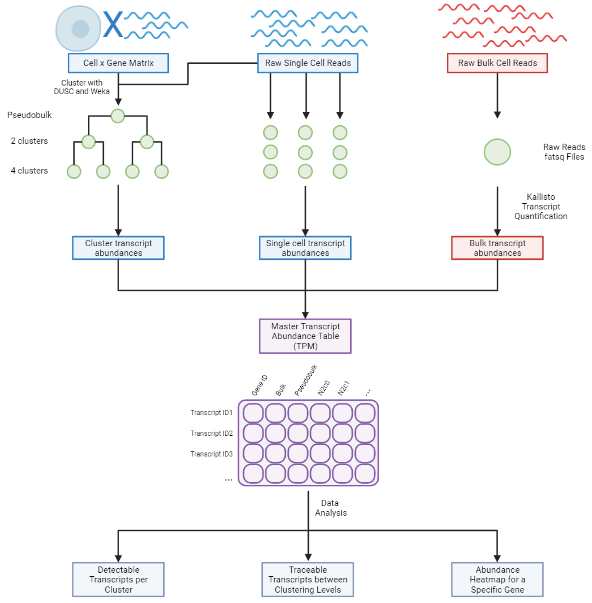 Cell x Gene Matrix
Raw Single Cell Reads
Raw Bulk Cell Reads
Cluster with
DUSC and Weka
Pseudobulk
2 clusters
4 clusters
Raw Reads
fatsq Files
Kallisto
Transcript
Quantification
Cluster transcript
abundances
Single cell transcript
abundances
Bulk transcript
abundances
Master Transcript
Abundance Table
(TPM)
Gene ID
Bulk
Pseudobulk
N2c0
N2c1
...
Transcript ID1
Transcript ID2
Transcript ID3
...
Data
Analysis
Detectable
Transcripts per
Cluster
Traceable
Transcripts between
Clustering Levels
Abundance
Heatmap for a
Specific Gene